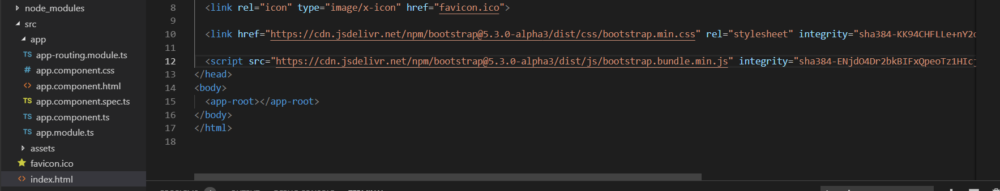 node_modules
src
app
TS app-routing.module.ts
# app.component.css
<> app.component.html
TS app.component.spec.ts
TS app.component.ts
TS app.module.ts
assets
favicon.ico
<> index.html
8 <link rel="icon" type="image/x-icon" href="favicon.ico">
9
10 <link href="https://cdn.jsdelivr.net/npm/bootstrap@5.3.0-alpha3/dist/css/bootstrap.min.css" rel="stylesheet" integrity="sha384-KK94CHFLLe+nY2
11
12 <script src="https://cdn.jsdelivr.net/npm/bootstrap@5.3.0-alpha3/dist/js/bootstrap.bundle.min.js" integrity="sha384-ENjdO4Dr2bkBIFxQpeoTz1HIc
13 </head>
14 <body>
15 <app-root></app-root>
16 </body>
17 </html>
18